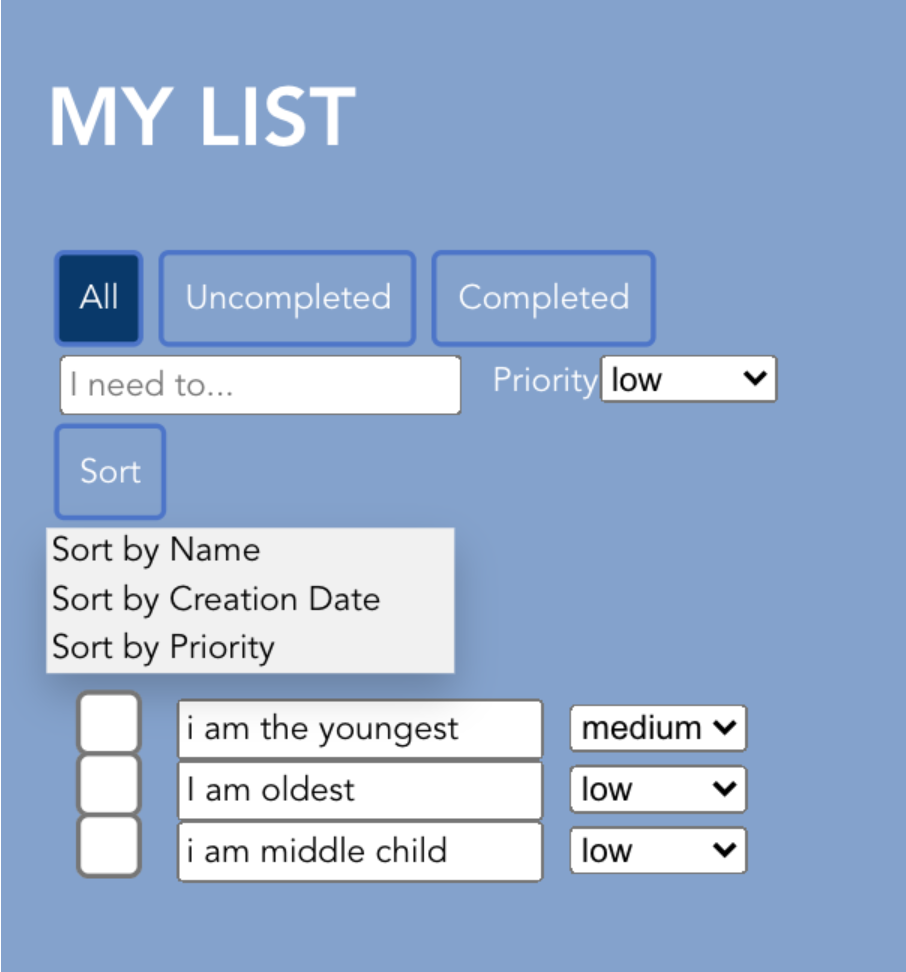 MY LIST
All Uncompleted Completed
I need to... Priority low
Sort
Sort by Name
Sort by Creation Date
Sort by Priority
i am the youngest medium
I am oldest low
i am middle child low